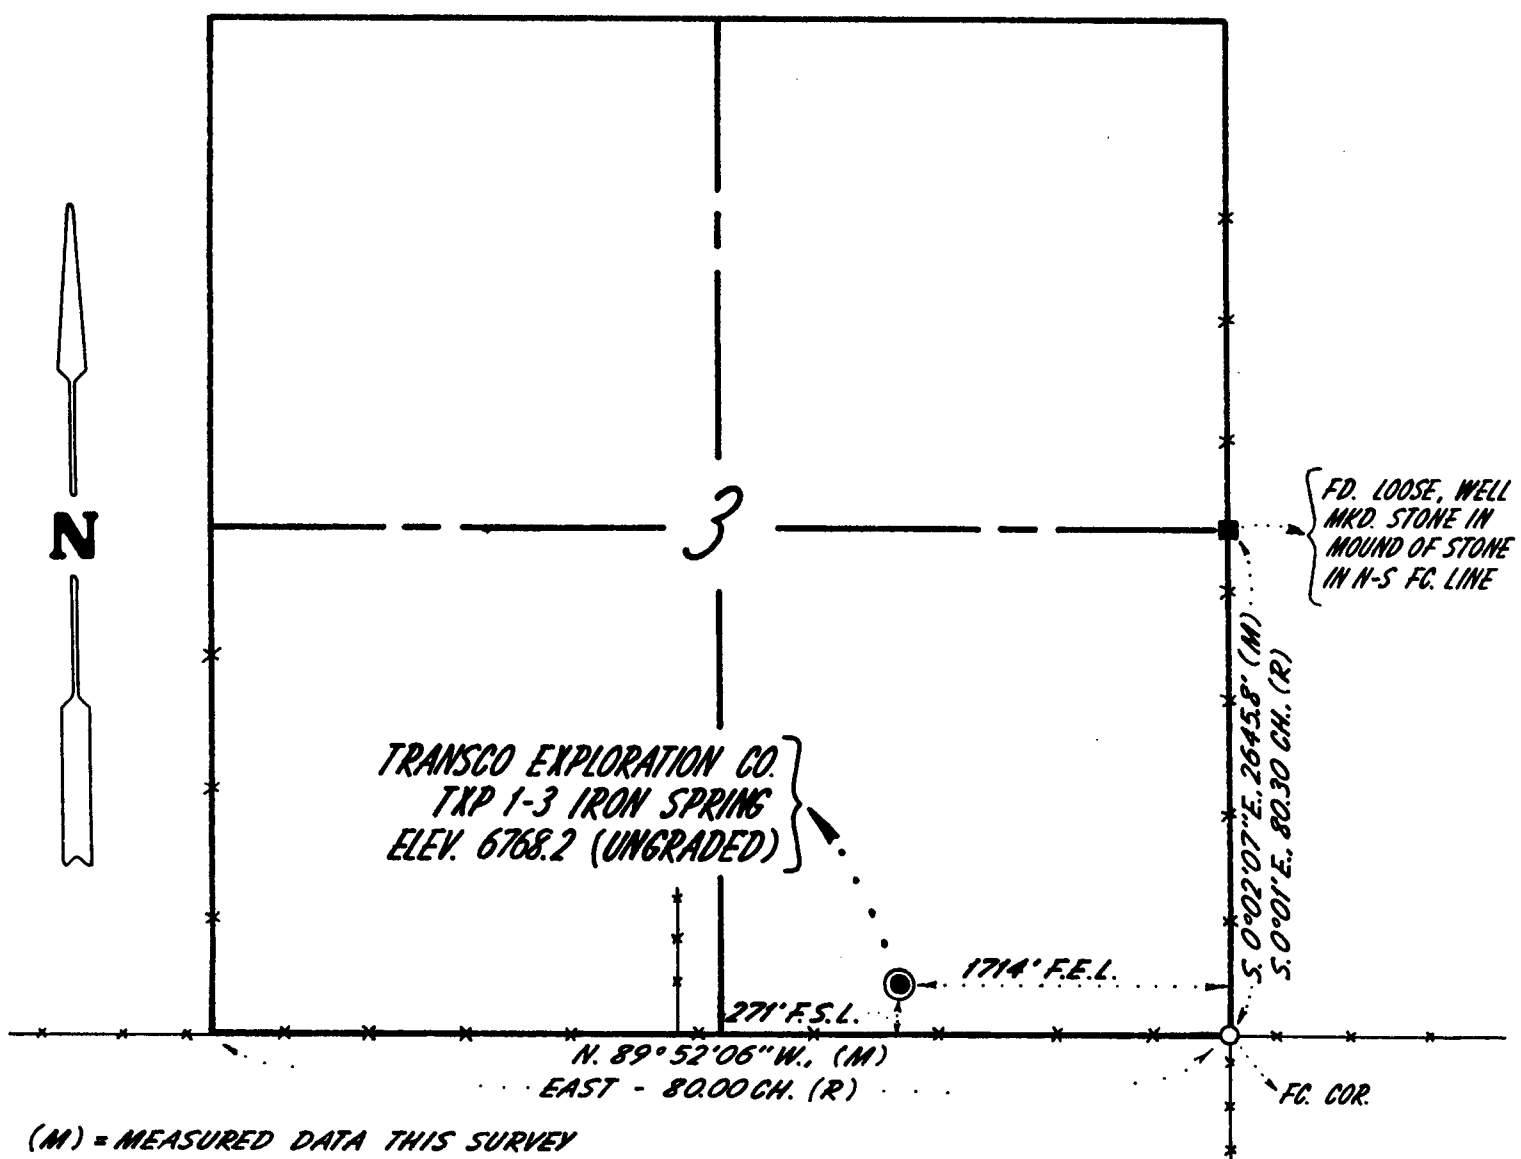 N
3
FD. LOOSE, WELL
MKD. STONE IN
MOUND OF STONE
IN N-S FC. LINE
S. 0°02'07"E., 2645.8' (M)
S. 0°01'E., 80.30 CH., (R)
TRANSCO EXPLORATION CO.
TXP 1-3 IRON SPRING
ELEV. 6768.2 (UNGRADED)
1714' F.E.L.
271' F.S.L.
N. 89°52'06" W., (M)
EAST - 80.00 CH. (R)
FC. COR.
(M) = MEASURED DATA THIS SURVEY